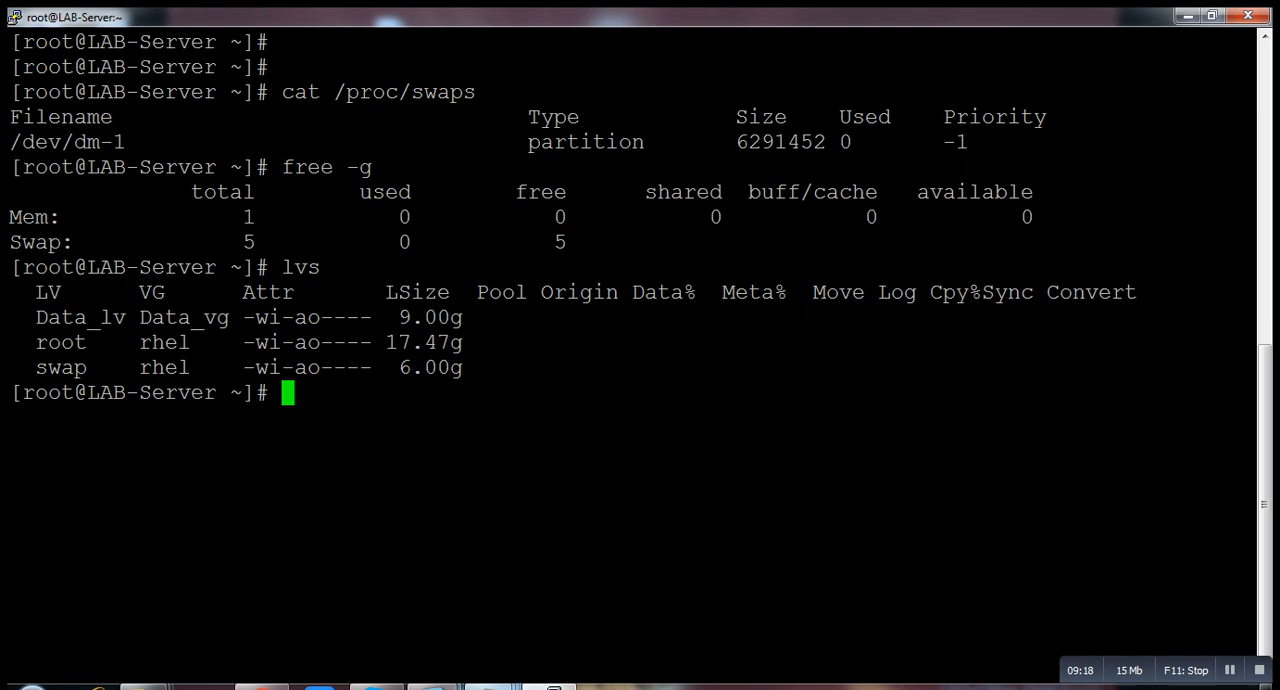 root@LAB-Server:~
[root@LAB-Server ~]#
[root@LAB-Server ~]#
[root@LAB-Server ~]# cat /proc/swaps
Filename Type Size Used Priority
/dev/dm-1 partition 6291452 0 -1
[root@LAB-Server ~]# free -g
total used free shared buff/cache available
Mem: 1 0 0 0 0 0
Swap: 5 0 5
[root@LAB-Server ~]# lvs
LV VG Attr LSize Pool Origin Data% Meta% Move Log Cpy%Sync Convert
Data_lv Data_vg -wi-ao---- 9.00g
root rhel -wi-ao---- 17.47g
swap rhel -wi-ao---- 6.00g
[root@LAB-Server ~]#
09:18 15 Mb F11: Stop